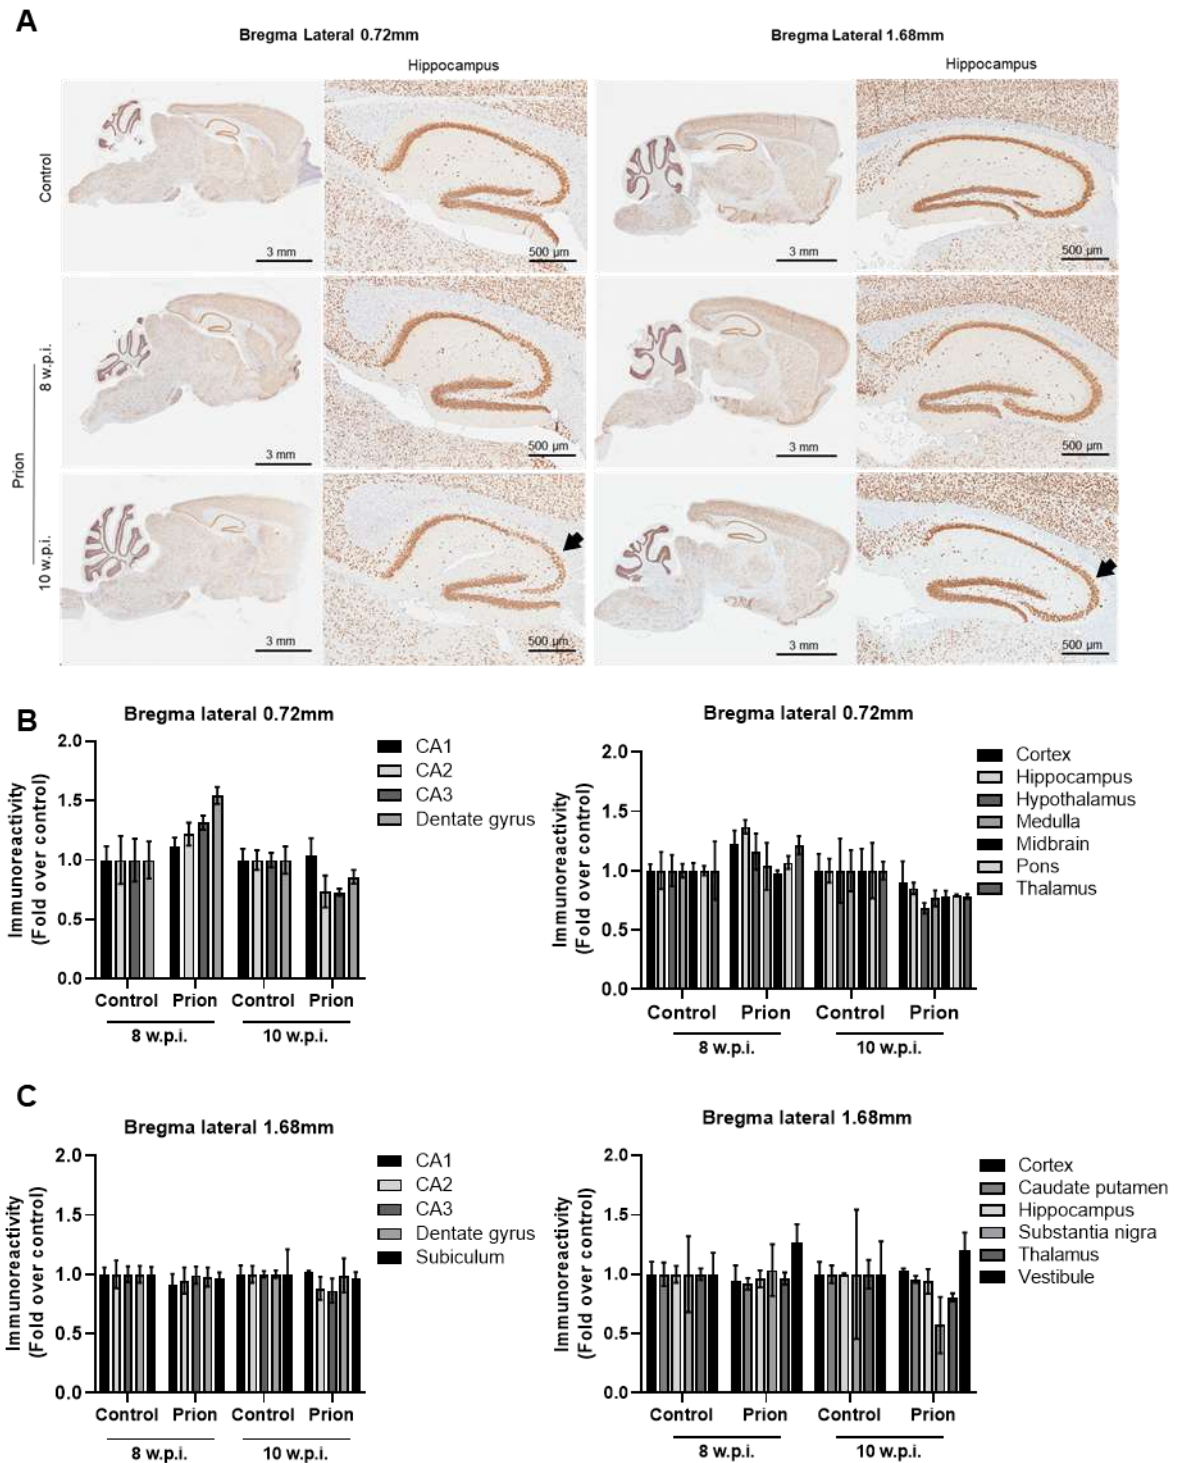 A
Bregma Lateral 0.72mm
Bregma Lateral 1.68mm
Hippocampus
Hippocampus
Control
3 mm
500 µm
3 mm
500 µm
Prion
8 w.p.i.
3 mm
500 µm
3 mm
500 µm
10 w.p.i.
3 mm
500 µm
3 mm
500 µm
B
Bregma lateral 0.72mm
Immunoreactivity
(Fold over control)
2.0
1.5
1.0
0.5
0.0
Control
Prion
Control
Prion
8 w.p.i.
10 w.p.i.
CA1
CA2
CA3
Dentate gyrus
Bregma lateral 0.72mm
Immunoreactivity
(Fold over control)
2.0
1.5
1.0
0.5
0.0
Control
Prion
Control
Prion
8 w.p.i.
10 w.p.i.
Cortex
Hippocampus
Hypothalamus
Medulla
Midbrain
Pons
Thalamus
C
Bregma lateral 1.68mm
Immunoreactivity
(Fold over control)
2.0
1.5
1.0
0.5
0.0
Control
Prion
Control
Prion
8 w.p.i.
10 w.p.i.
CA1
CA2
CA3
Dentate gyrus
Subiculum
Bregma lateral 1.68mm
Immunoreactivity
(Fold over control)
2.0
1.5
1.0
0.5
0.0
Control
Prion
Control
Prion
8 w.p.i.
10 w.p.i.
Cortex
Caudate putamen
Hippocampus
Substantia nigra
Thalamus
Vestibule